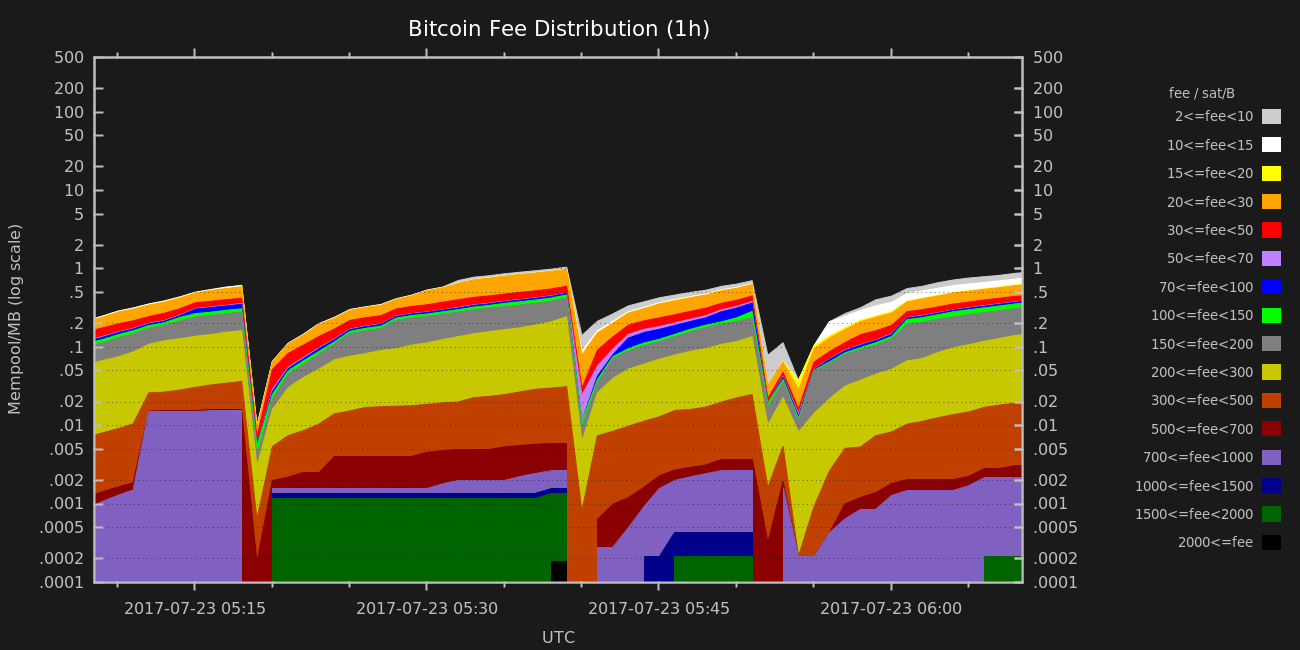 Bitcoin Fee Distribution (1h)
500 500
200 200
100 100
50 50
20 20
10 10
5 5
2 2
1 1
.5 .5
.2 .2
.1 .1
.05 .05
.02 .02
.01 .01
.005 .005
.002 .002
.001 .001
.0005 .0005
.0002 .0002
.0001 .0001
Mempool/MB (log scale)
2017-07-23 05:15 2017-07-23 05:30 2017-07-23 05:45 2017-07-23 06:00
UTC
fee / sat/B
2<=fee<10
10<=fee<15
15<=fee<20
20<=fee<30
30<=fee<50
50<=fee<70
70<=fee<100
100<=fee<150
150<=fee<200
200<=fee<300
300<=fee<500
500<=fee<700
700<=fee<1000
1000<=fee<1500
1500<=fee<2000
2000<=fee